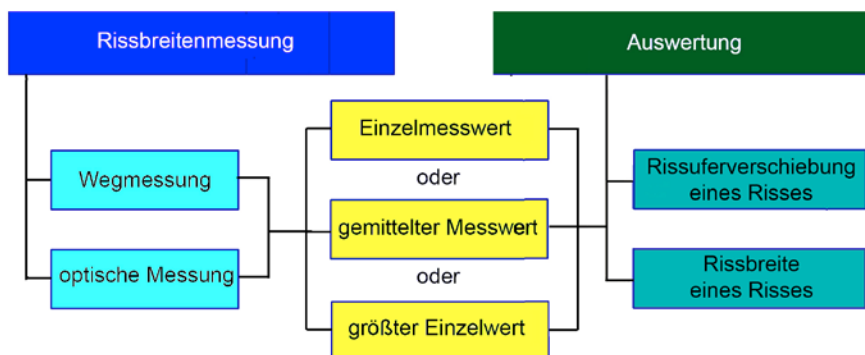 Rissbreitenmessung
Auswertung
Einzelmesswert
oder
Wegmessung
gemittelter Messwert
optische Messung
oder
größter Einzelwert
Rissuferverschiebung
eines Risses
Rissbreite
eines Risses